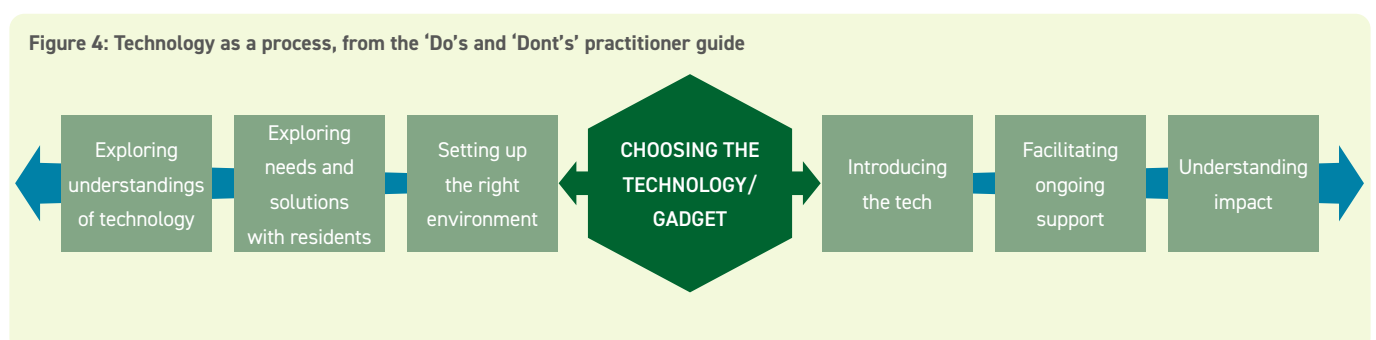 Figure 4: Technology as a process, from the ‘Do’s and ‘Dont’s’ practitioner guide
Exploring
understandings
of technology
Exploring
needs and
solutions
with residents
Setting up
the right
environment
CHOOSING THE
TECHNOLOGY/
GADGET
Introducing
the tech
Facilitating
ongoing
support
Understanding
impact